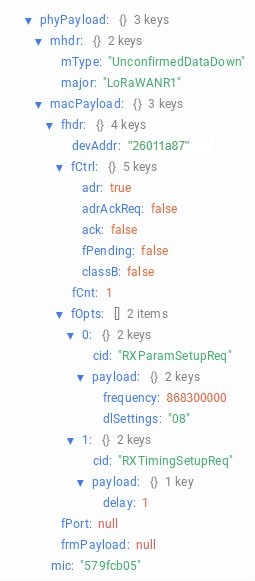 phyPayload: {} 3 keys
mhdr: {} 2 keys
mType: "UnconfirmedDataDown"
major: "LoRaWANR1"
macPayload: {} 3 keys
fhdr: {} 4 keys
devAddr: "26011a87"
fCtrl: {} 5 keys
adr: true
adrAckReq: false
ack: false
fPending: false
classB: false
fCnt: 1
fOpts: [] 2 items
0: {} 2 keys
cid: "RXParamSetupReq"
payload: {} 2 keys
frequency: 868300000
dlSettings: "08"
1: {} 2 keys
cid: "RXTimingSetupReq"
payload: {} 1 key
delay: 1
fPort: null
frmPayload: null
mic: "579fcb05"